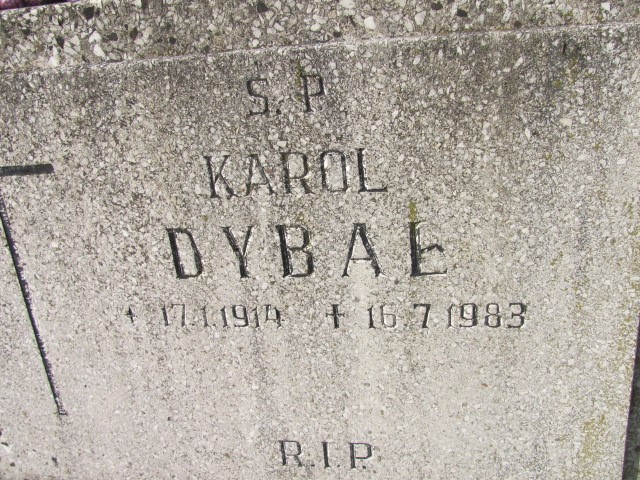 Ś. P.
KAROL
DYBAŁ
* 17.1.1914 † 16.7.1983
R.I.P.